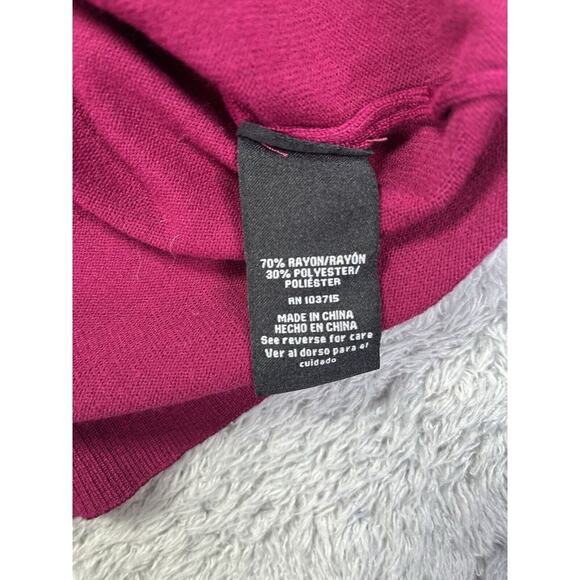 70% RAYON/RAYÓN
30% POLYESTER/
POLIÉSTER
RN 103715
MADE IN CHINA
HECHO EN CHINA
See reverse for care
Ver al dorso para el
cuidado